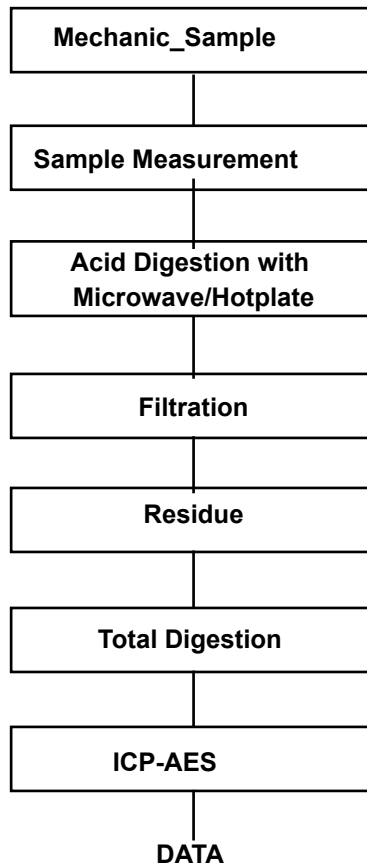 Mechanic_Sample
Sample Measurement
Acid Digestion with
Microwave/Hotplate
Filtration
Residue
Total Digestion
ICP-AES
DATA